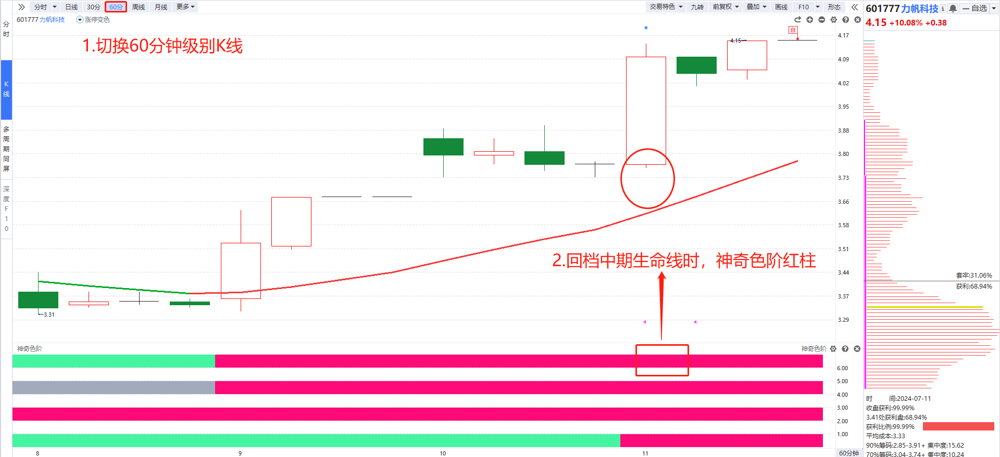 分时 日线 30分 60分 周线 月线 更多
交易特色 九转 前复权 叠加 画线 F10 形态
601777力帆科技 自选
4.15 +10.08% +0.38
601777力帆科技 涨停变色
分时
K线
多周期同屏
深度F10
1.切换60分钟级别K线
2.回档中期生命线时，神奇色阶红柱
自
4.15
3.31
4.17
4.09
4.02
3.95
3.88
3.80
3.73
3.66
3.58
3.51
3.44
3.37
3.29
神奇色阶 神奇色阶
6.00
5.00
4.00
3.00
2.00
1.00
8 9 10 11 60分钟
套牢:31.06%
获利:68.94%
时 间:2024-07-11
收盘获利:99.99%
3.41处获利盘:68.94%
获利比例:99.99%
平均成本:3.33
90%筹码:2.85-3.91+ 集中度:15.62
70%筹码:3.04-3.74+ 集中度:10.24